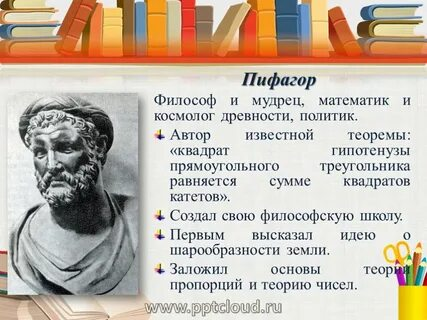 Пифагор
Философ и мудрец, математик и
космолог древности, политик.
Автор известной теоремы:
«квадрат гипотенузы
прямоугольного треугольника
равняется сумме квадратов
катетов».
Создал свою философскую школу.
Первым высказал идею о
шарообразности земли.
Заложил основы теории
пропорций и теорию чисел.
www.pptcloud.ru